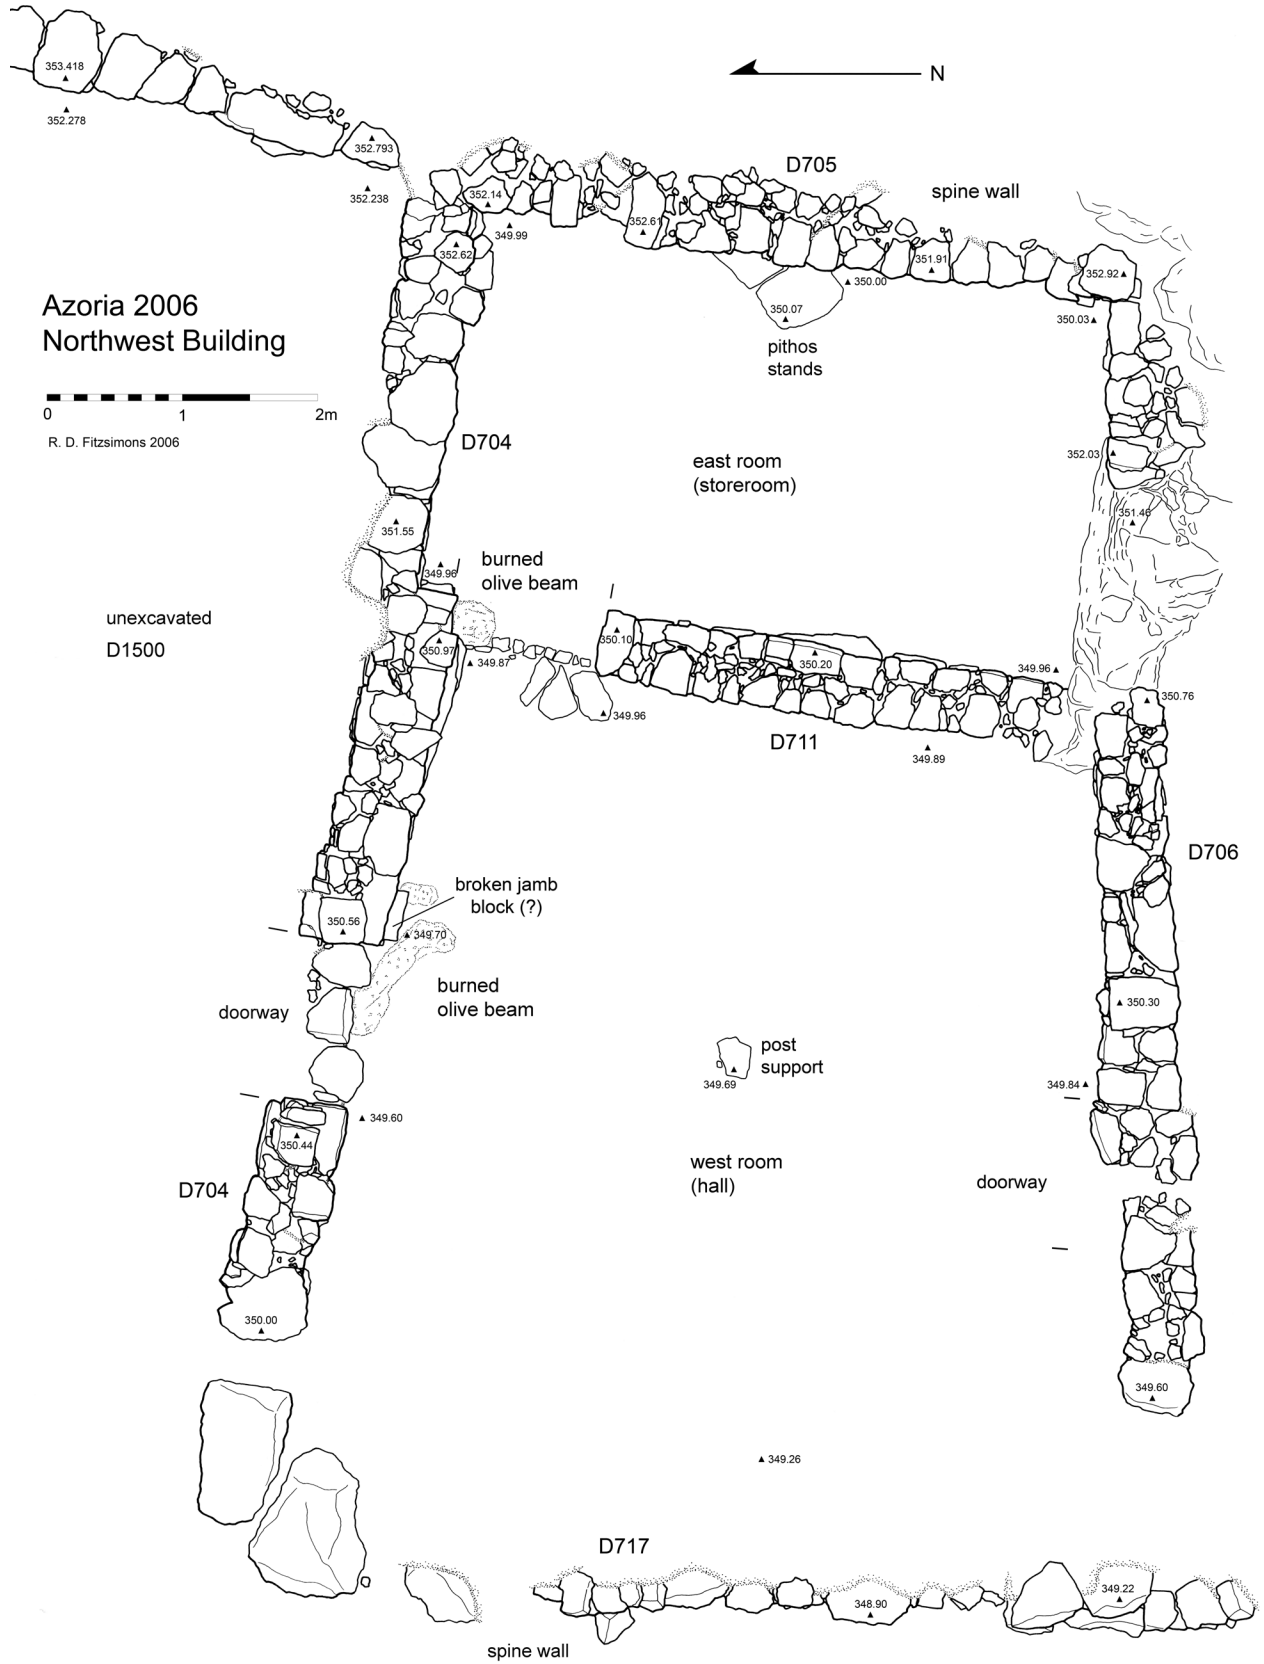 353.418
352.278
N
352.793
352.238
D705
spine wall
352.14
349.99
352.61
352.62
351.91
352.92
350.00
350.03
350.07
Azoria 2006
Northwest Building
pithos
stands
0 1 2m
R. D. Fitzsimons 2006
D704
east room
(storeroom)
352.03
351.46
351.55
349.96
burned
olive beam
unexcavated
D1500
350.97
349.87
350.10
350.20
349.96
350.76
349.96
D711
349.89
D706
broken jamb
block (?)
350.56
349.70
burned
olive beam
doorway
350.30
post
support
349.69
349.84
349.60
350.44
D704
west room
(hall)
doorway
350.00
349.60
349.26
D717
348.90
349.22
spine wall